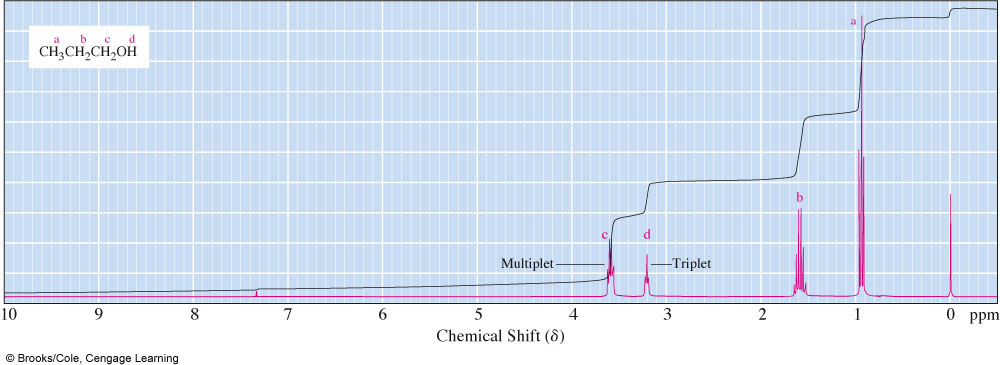 a b c d
CH₃CH₂CH₂OH
a
b
c d
Multiplet Triplet
10 9 8 7 6 5 4 3 2 1 0 ppm
Chemical Shift (δ)
© Brooks/Cole, Cengage Learning